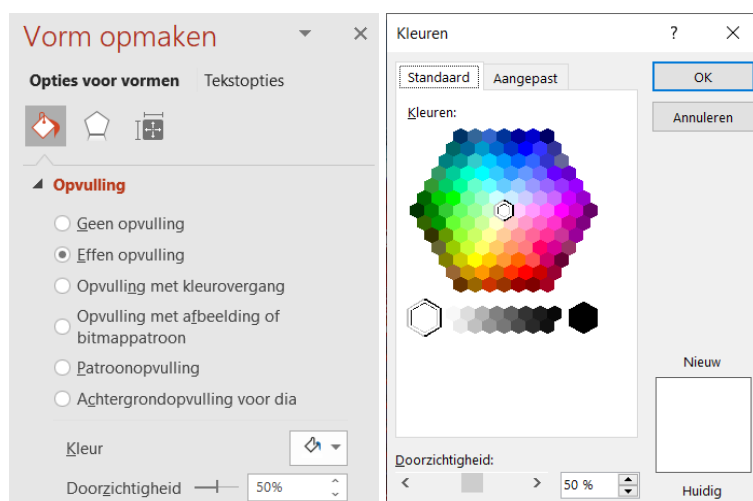 Vorm opmaken
Opties voor vormen Tekstopties
Opvulling
Geen opvulling
Effen opvulling
Opvulling met kleurovergang
Opvulling met afbeelding of
bitmappatroon
Patroonopvulling
Achtergrondopvulling voor dia
Kleur
Doorzichtigheid 50%
Kleuren ?
Standaard Aangepast
OK
Annuleren
Kleuren:
Nieuw
Doorzichtigheid:
50 %
Huidig